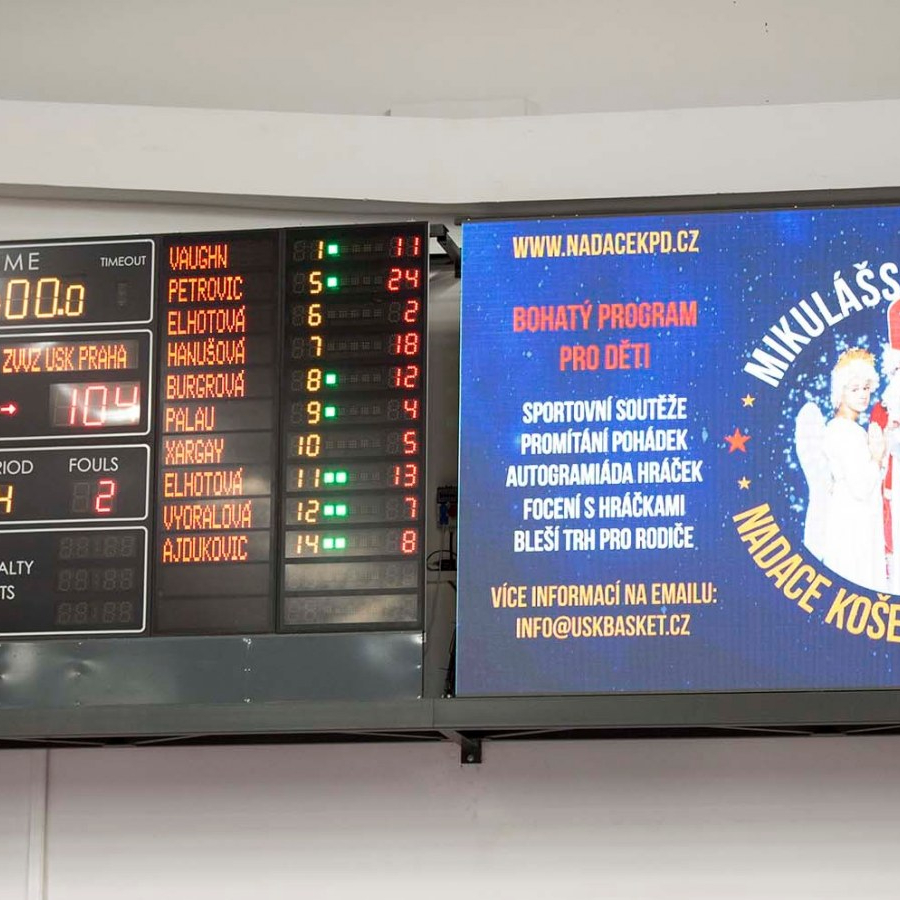 ME TIMEOUT
:00.0
ZVVZ USK PRAHA
104
RIOD FOULS
4 2
ALTY
TS
VAUGHN 1 11
PETROVIC 5 24
ELHOTOVÁ 6 2
HANUŠOVÁ 7 18
BURGROVÁ 8 12
PALAU 9 4
XARGAY 10 5
ELHOTOVÁ 11 13
VYORALOVÁ 12 7
AJDUKOVIC 14 8
WWW.NADACEKPD.CZ
BOHATÝ PROGRAM
PRO DĚTI
SPORTOVNÍ SOUTĚŽE
PROMÍTÁNÍ POHÁDEK
AUTOGRAMIÁDA HRÁČEK
FOCENÍ S HRÁČKAMI
BLEŠÍ TRH PRO RODIČE
VÍCE INFORMACÍ NA EMAILU:
INFO@USKBASKET.CZ
MIKULÁŠS
NADACE KOŠE